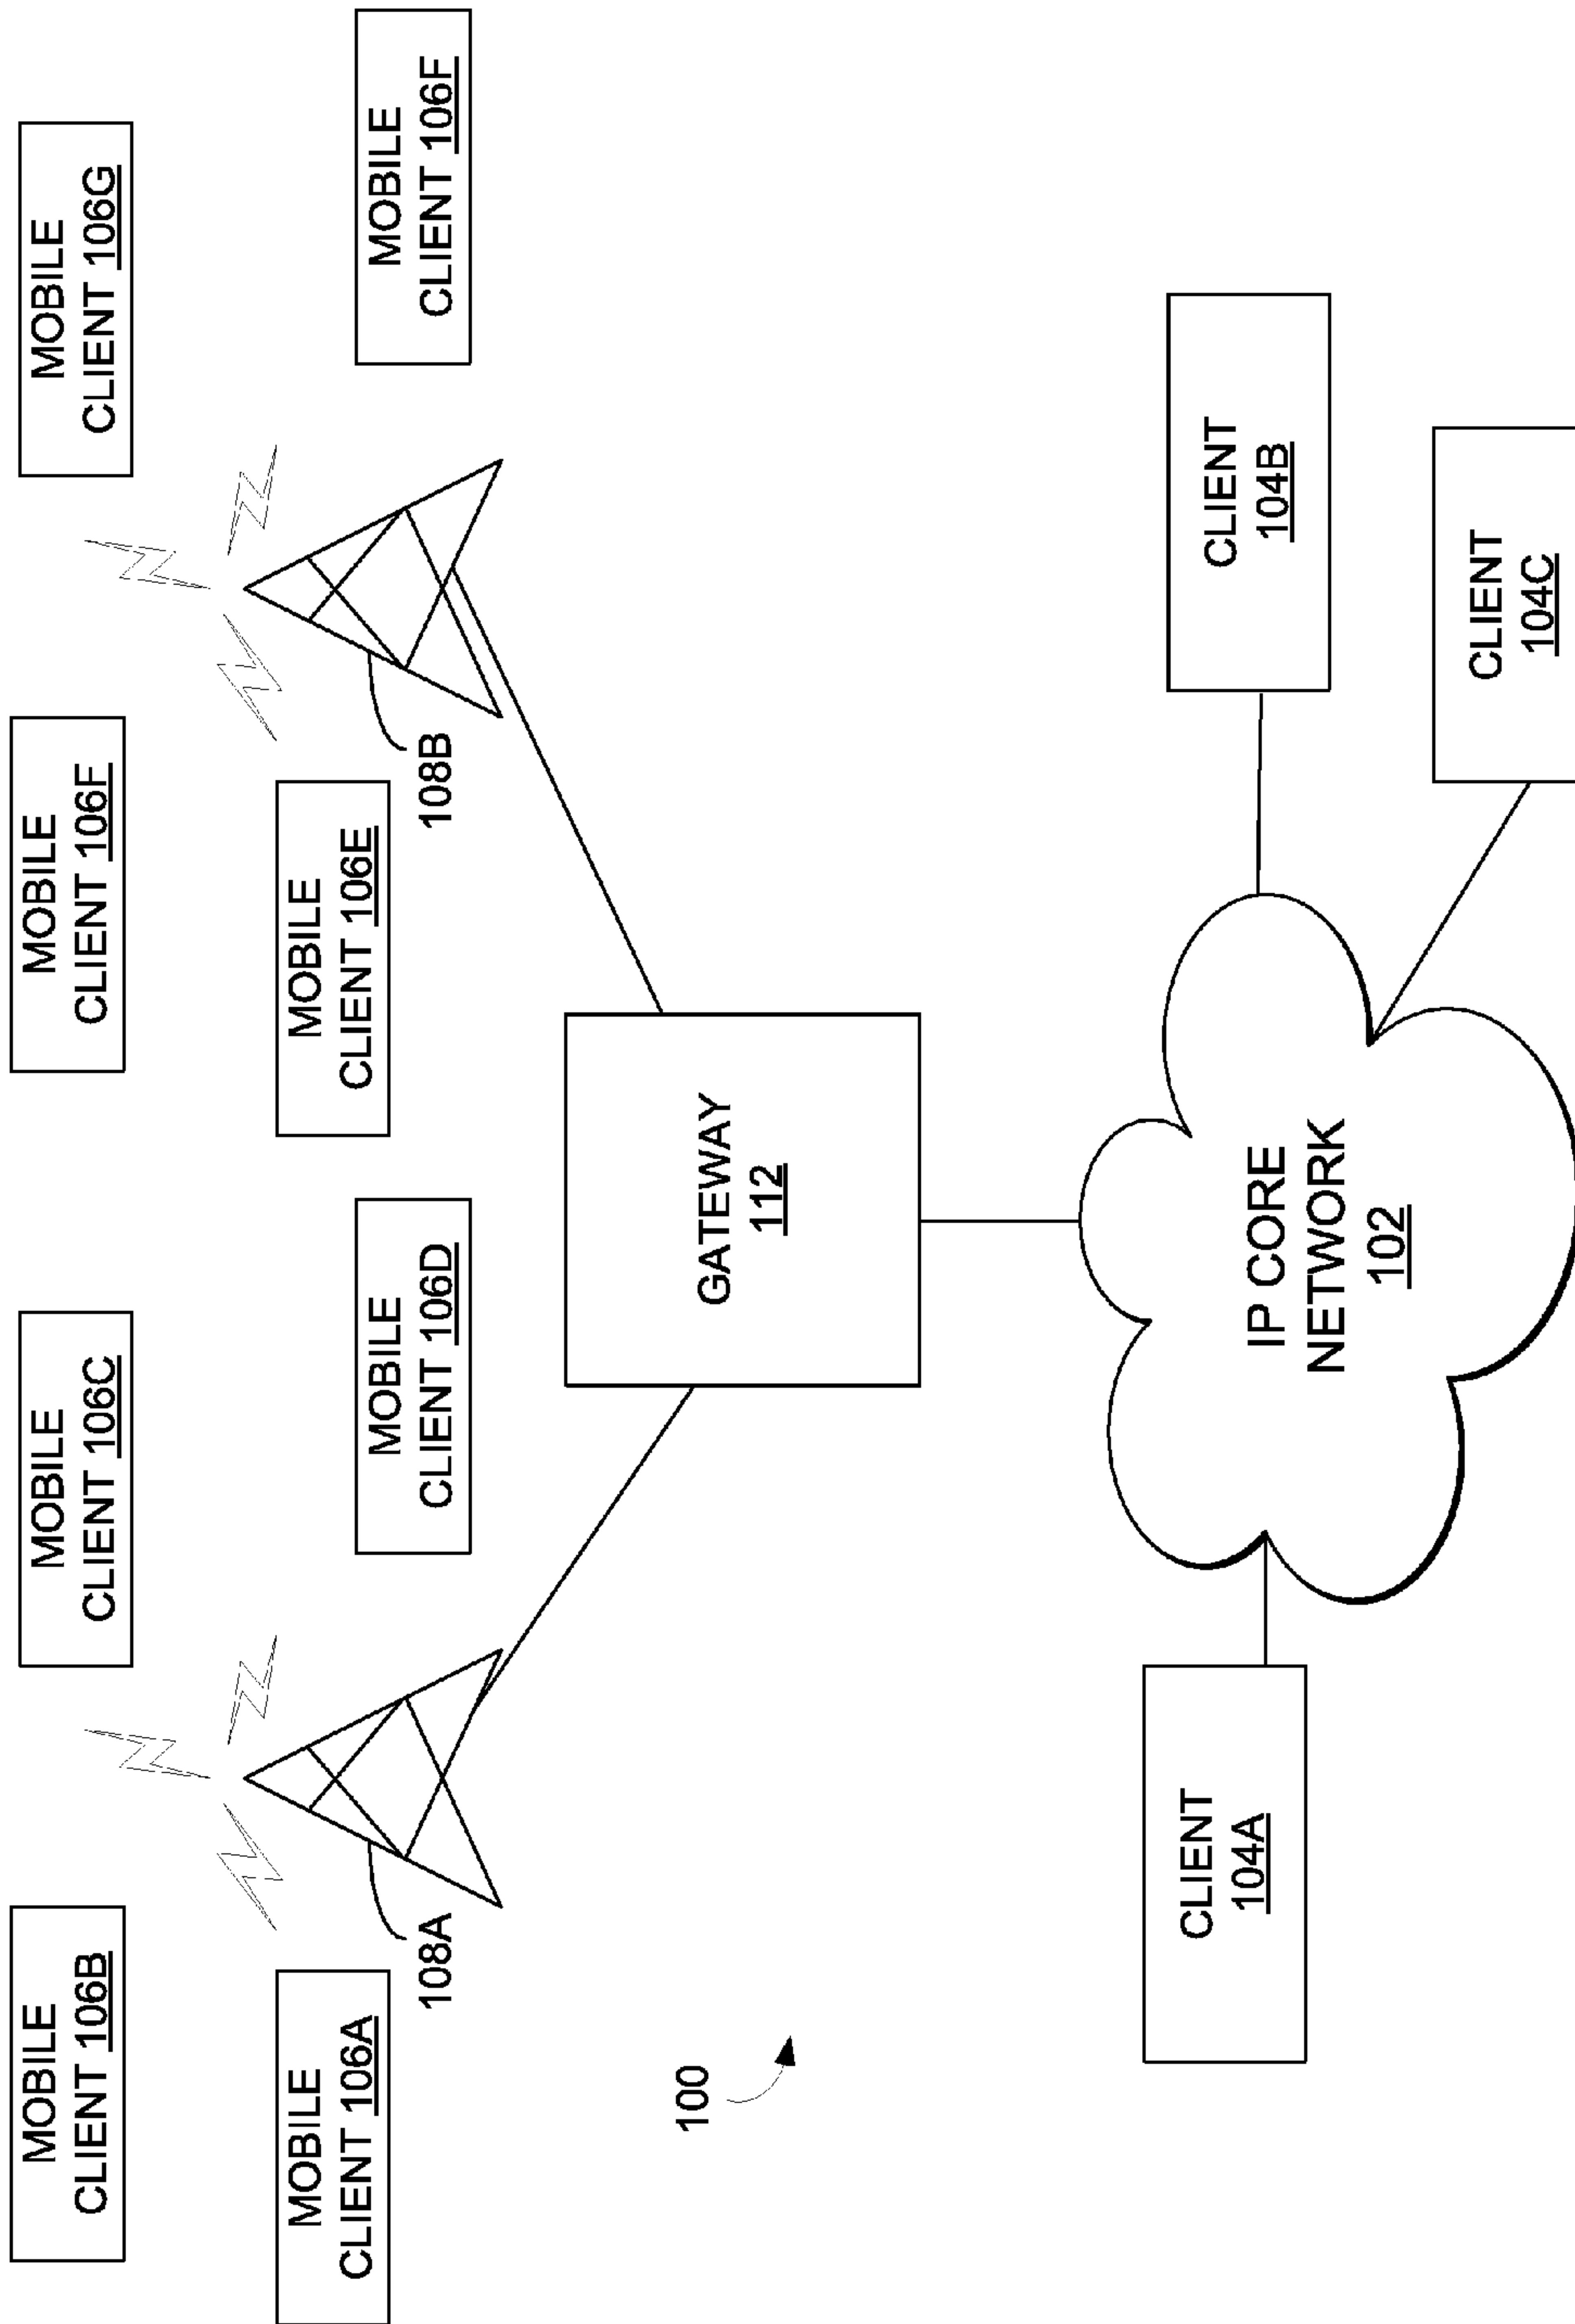 MOBILE
CLIENT 106B
MOBILE
CLIENT 106C
MOBILE
CLIENT 106F
MOBILE
CLIENT 106G
MOBILE
CLIENT 106A
MOBILE
CLIENT 106D
MOBILE
CLIENT 106E
MOBILE
CLIENT 106F
108A
108B
100
GATEWAY
112
CLIENT
104A
IP CORE
NETWORK
102
CLIENT
104B
CLIENT
104C